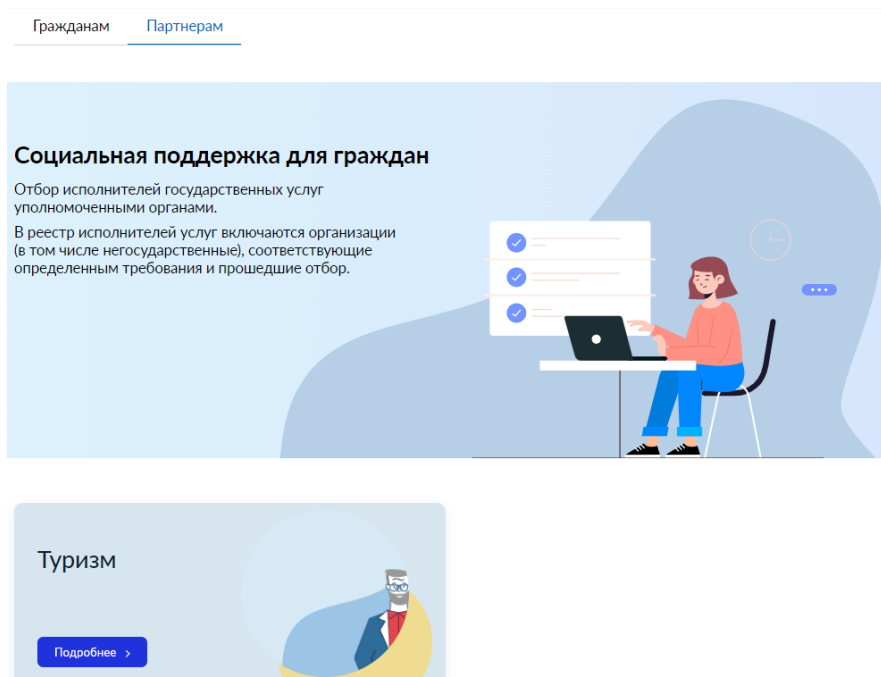 Гражданам Партнерам
Социальная поддержка для граждан
Отбор исполнителей государственных услуг
уполномоченными органами.
В реестр исполнителей услуг включаются организации
(в том числе негосударственные), соответствующие
определенным требования и прошедшие отбор.
Туризм
Подробнее